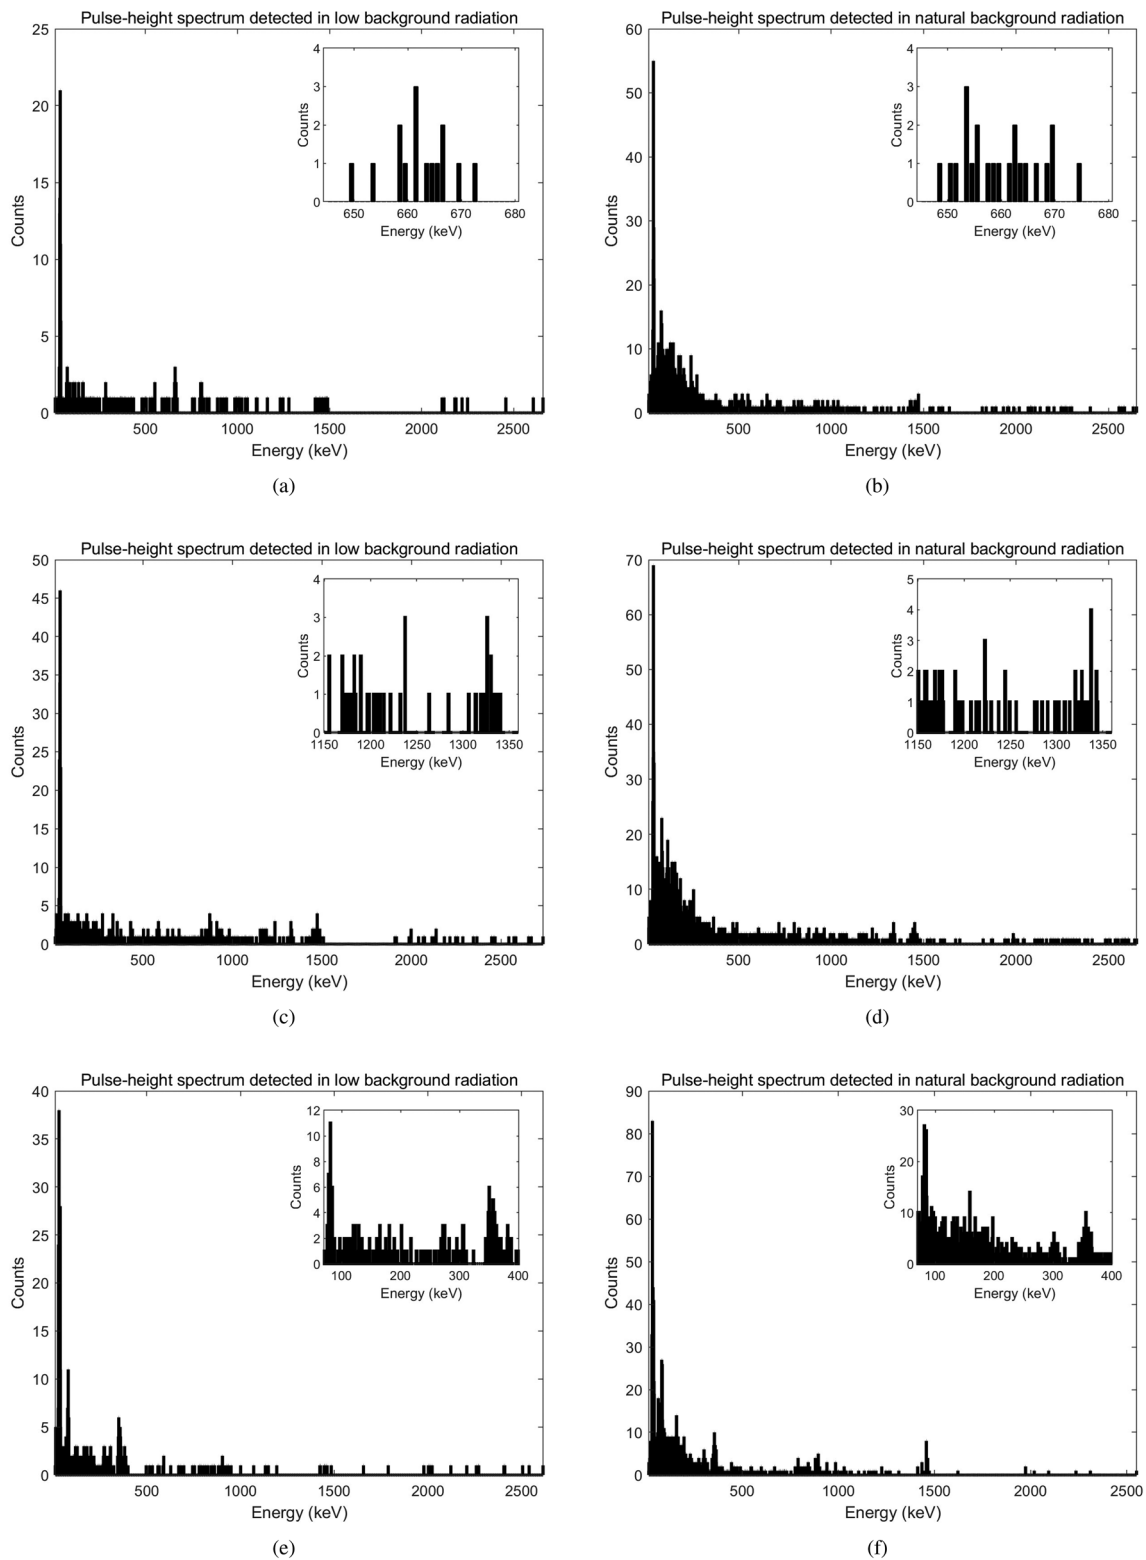 Pulse-height spectrum detected in low background radiation
25
20
15
10
5
0
Counts
500 1000 1500 2000 2500
Energy (keV)
4
3
2
1
0
Counts
650 660 670 680
Energy (keV)
(a)
Pulse-height spectrum detected in natural background radiation
60
50
40
30
20
10
0
Counts
500 1000 1500 2000 2500
Energy (keV)
4
3
2
1
0
Counts
650 660 670 680
Energy (keV)
(b)
Pulse-height spectrum detected in low background radiation
50
45
40
35
30
25
20
15
10
5
0
Counts
500 1000 1500 2000 2500
Energy (keV)
4
3
2
1
0
Counts
1150 1200 1250 1300 1350
Energy (keV)
(c)
Pulse-height spectrum detected in natural background radiation
70
60
50
40
30
20
10
0
Counts
500 1000 1500 2000 2500
Energy (keV)
5
4
3
2
1
0
Counts
1150 1200 1250 1300 1350
Energy (keV)
(d)
Pulse-height spectrum detected in low background radiation
40
35
30
25
20
15
10
5
0
Counts
500 1000 1500 2000 2500
Energy (keV)
12
10
8
6
4
2
0
Counts
100 200 300 400
Energy (keV)
(e)
Pulse-height spectrum detected in natural background radiation
90
80
70
60
50
40
30
20
10
0
Counts
500 1000 1500 2000 2500
Energy (keV)
30
20
10
0
Counts
100 200 300 400
Energy (keV)
(f)